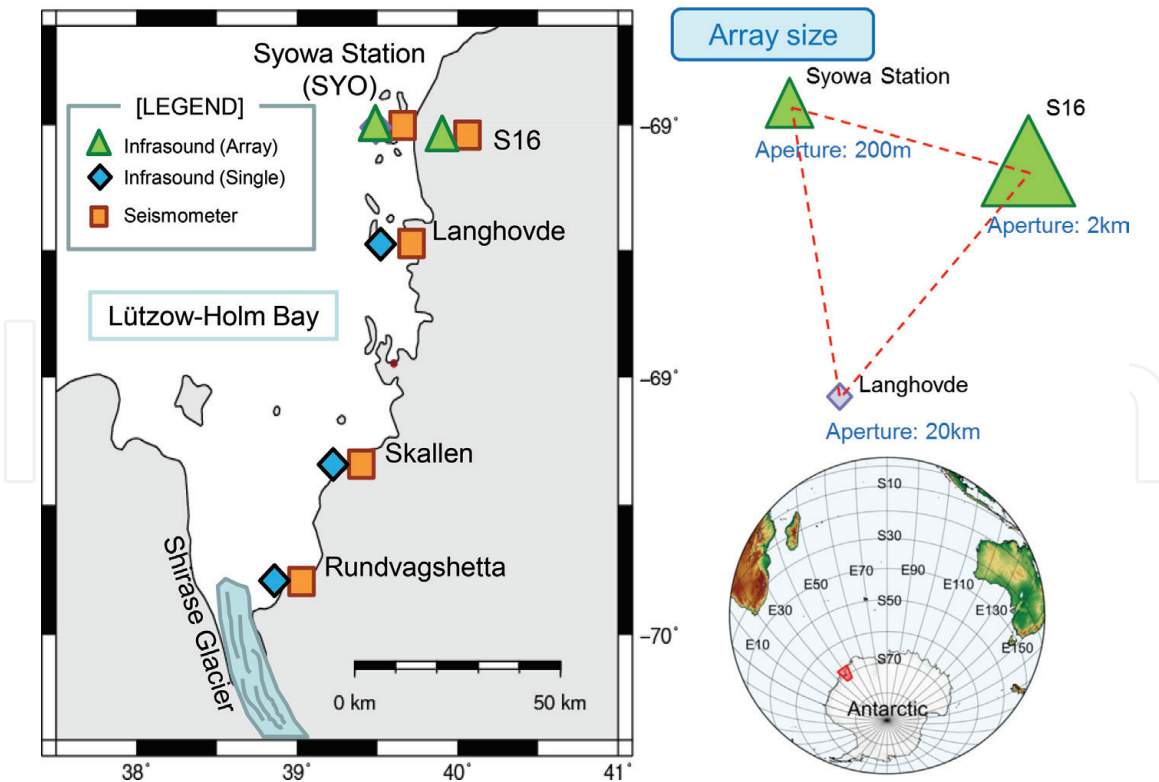 Syowa Station
(SYO)
[LEGEND]
Infrasound (Array)
Infrasound (Single)
Seismometer
S16
Langhovde
Lützow-Holm Bay
Skallen
Rundvagshetta
Shirase Glacier
0 km
50 km
−69°
−69°
−70°
38°
39°
40°
41°
Array size
Syowa Station
S16
Aperture: 200m
Aperture: 2km
Langhovde
Aperture: 20km
S10
S30
E50
E70
E90
E110
E30
S50
E130
E10
E150
S70
Antarctic